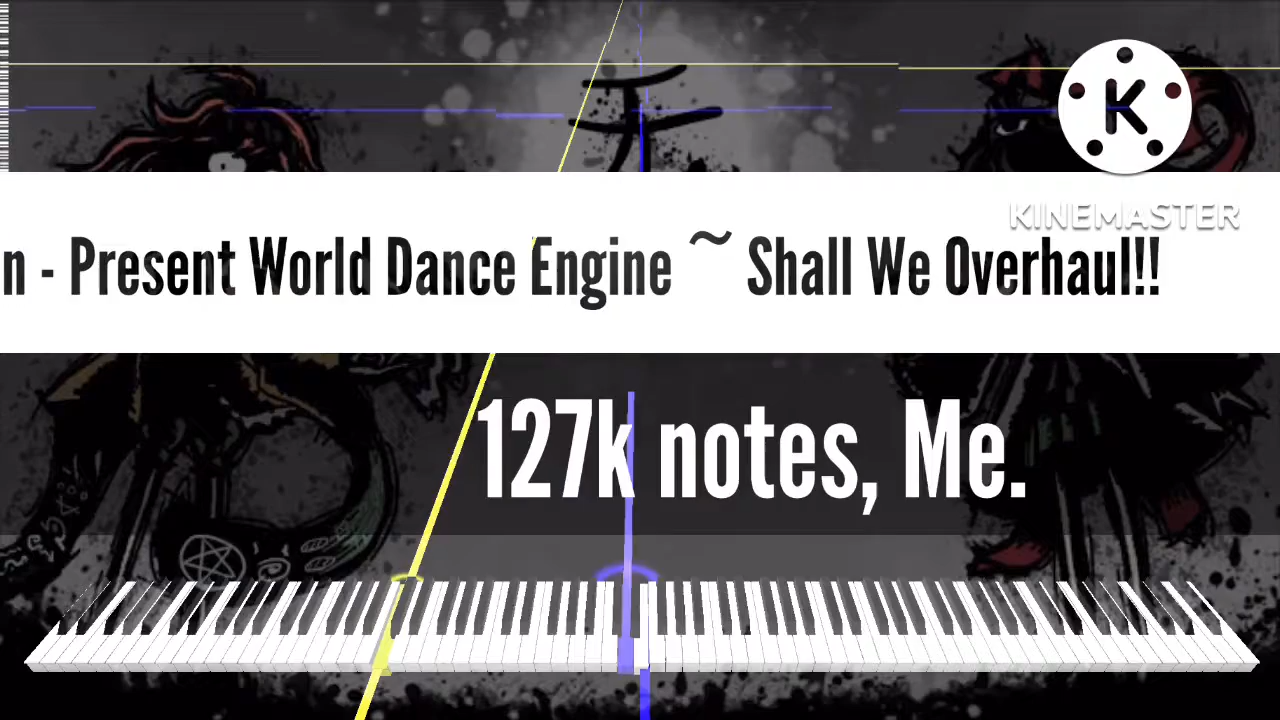 KINEMASTER
n - Present World Dance Engine ~ Shall We Overhaul!!
127k notes, Me.